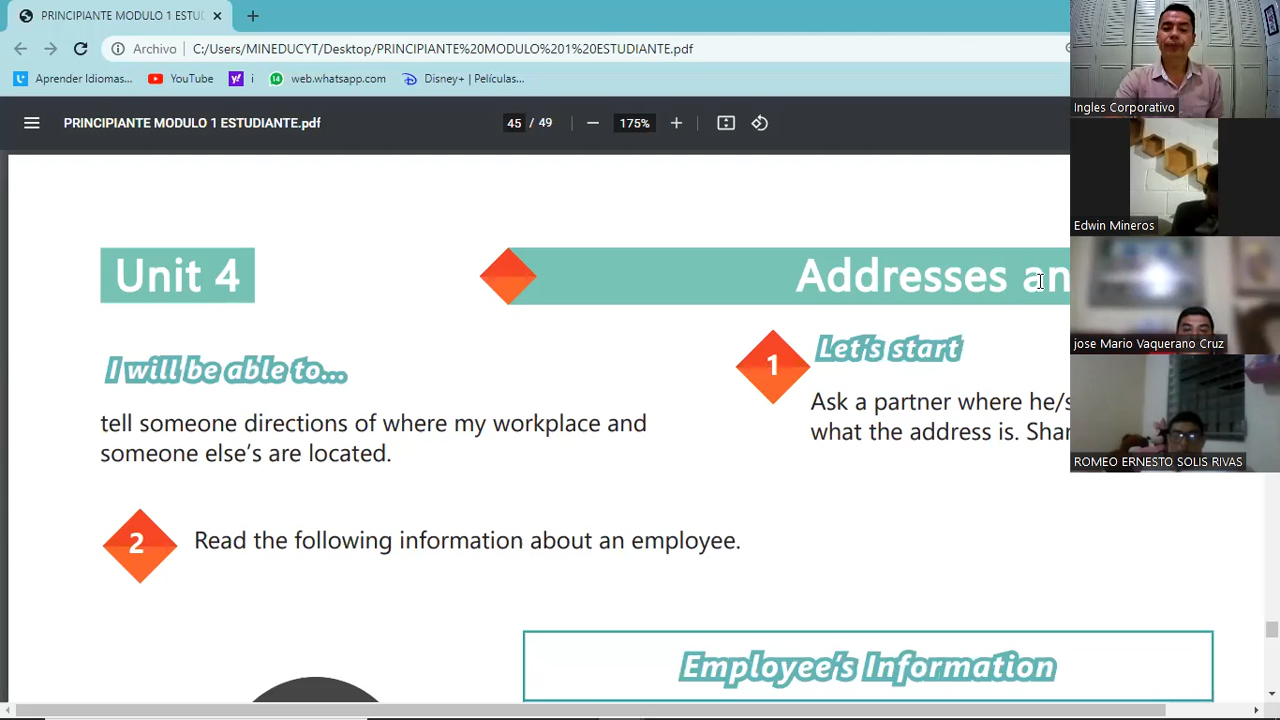 PRINCIPIANTE MODULO 1 ESTU
Archivo | C:/Users/MINEDUCYT/Desktop/PRINCIPIANTE%20MODULO%201%20ESTUDIANTE.pdf
Aprender Idiomas...
YouTube
i
14
web.whatsapp.com
Disney+ | Películas...
PRINCIPIANTE MODULO 1 ESTUDIANTE.pdf
45 / 49
175%
Unit 4
Addresses an
I will be able to...
tell someone directions of where my workplace and
someone else's are located.
1
Let's start
Ask a partner where he/s
what the address is. Shar
2
Read the following information about an employee.
Employee's Information
Ingles Corporativo
Edwin Mineros
jose Mario Vaquerano Cruz
ROMEO ERNESTO SOLIS RIVAS